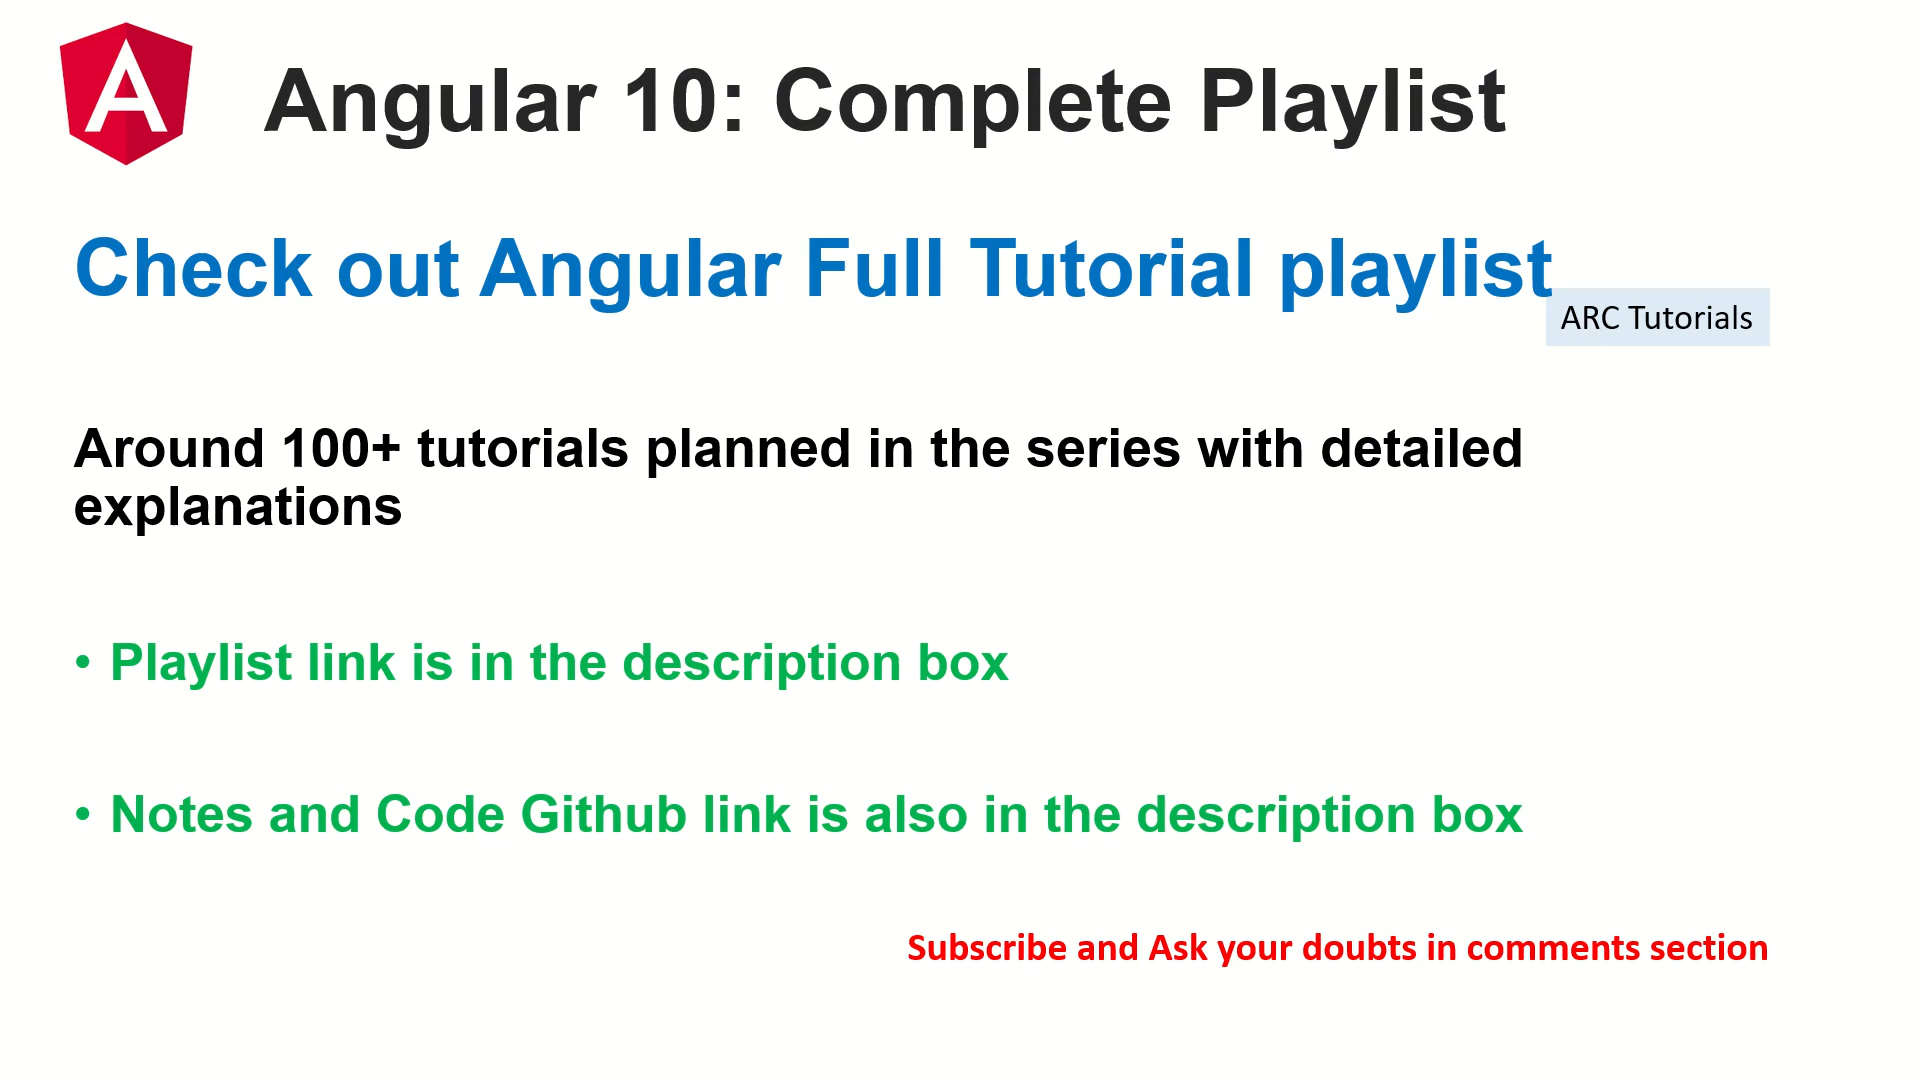 Angular 10: Complete Playlist
Check out Angular Full Tutorial playlist
ARC Tutorials
Around 100+ tutorials planned in the series with detailed
explanations
• Playlist link is in the description box
• Notes and Code Github link is also in the description box
Subscribe and Ask your doubts in comments section